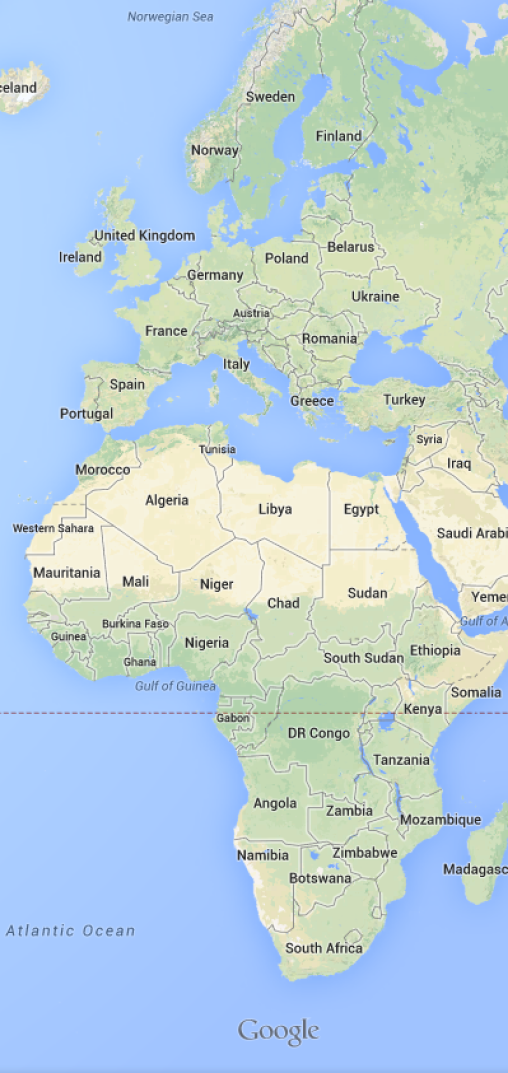 Norwegian Sea
celand
Sweden
Finland
Norway
United Kingdom
Ireland
Belarus
Poland
Germany
Ukraine
Austria
France
Romania
Italy
Spain
Greece
Turkey
Portugal
Syria
Tunisia
Iraq
Morocco
Algeria
Libya
Egypt
Western Sahara
Saudi Arabi
Mauritania
Mali
Niger
Sudan
Yeme
Chad
Burkina Faso
Gulf of A
Guinea
Nigeria
Ethiopia
Ghana
South Sudan
Gulf of Guinea
Somalia
Kenya
Gabon
DR Congo
Tanzania
Angola
Zambia
Mozambique
Namibia
Zimbabwe
Madagasc
Botswana
Atlantic Ocean
South Africa
Google